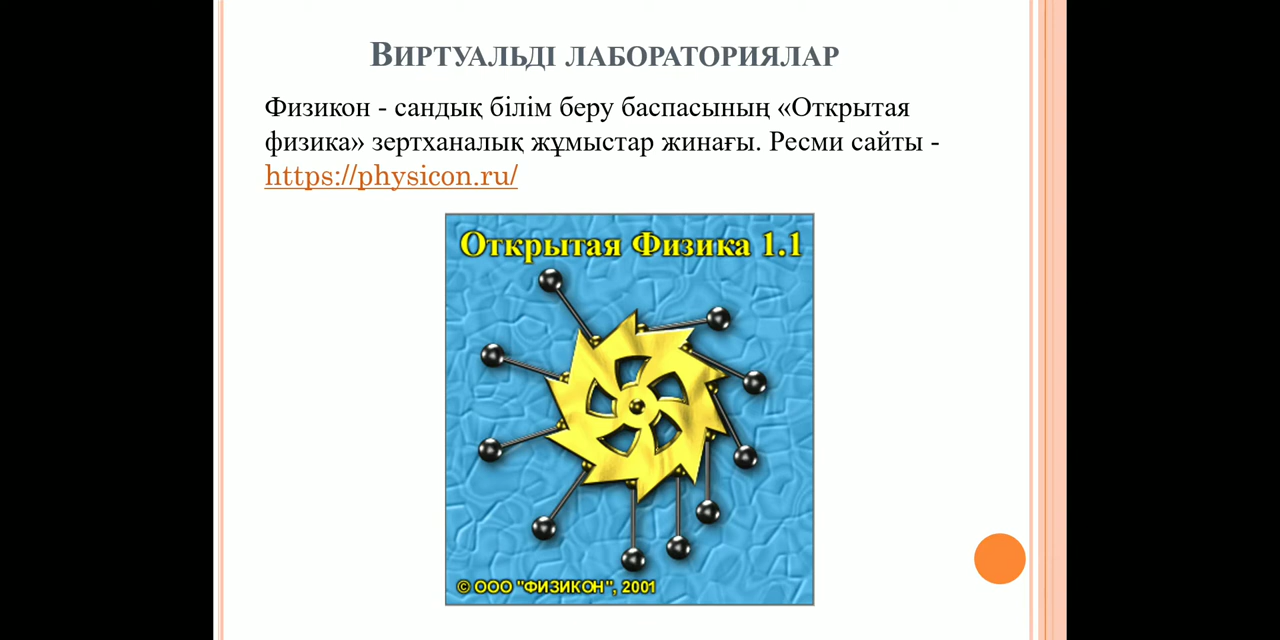 Виртуальді лабораториялар
Физикон - сандық білім беру баспасының «Открытая
физика» зертханалық жұмыстар жинағы. Ресми сайты -
https://physicon.ru/
Открытая Физика 1.1
© ООО "ФИЗИКОН", 2001